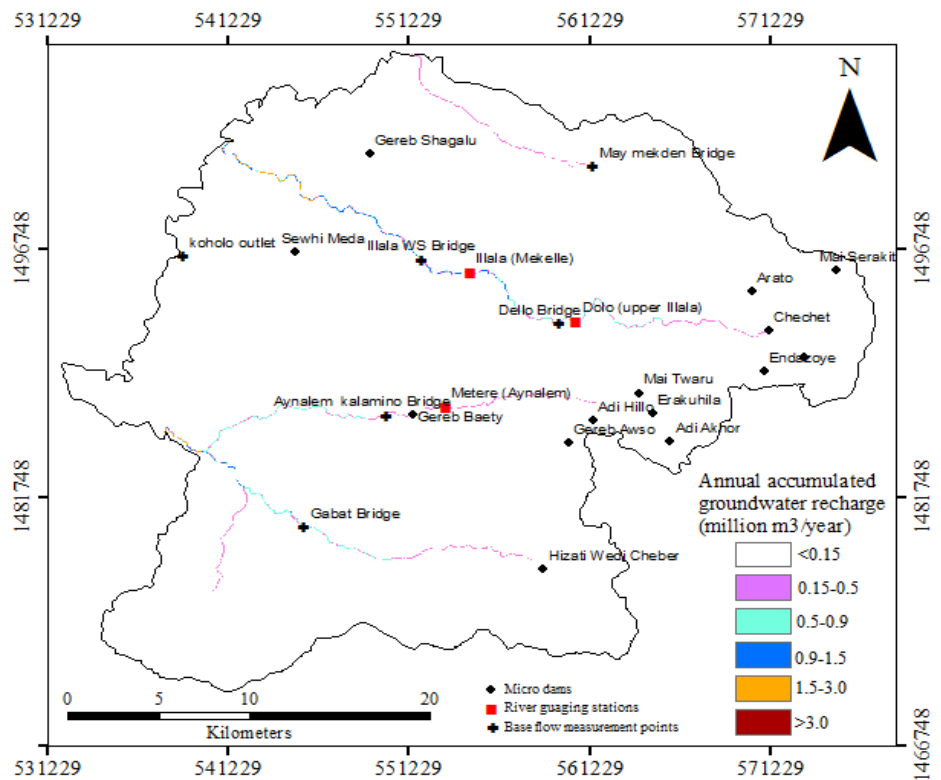 531229 541229 551229 561229 571229
N
Gereb Shagalu
May mekden Bridge
1496748 1496748
koholo outlet Sewhi Meda Illala WS Bridge
Illala (Mekelle)
Mai Serakit
Arato
Dello Bridge Dolo (upper Illala)
Chechet
Endazoye
Mai Twaru
Metere (Aynalem)
Aynalem kalamino Bridge
Erakuhila
Gereb Baety
Adi Hillo
Gereb Awso
Adi Akhor
1481748 1481748
Annual accumulated
groundwater recharge
(million m3/year)
Gabat Bridge
<0.15
Hizati Wedi Cheber
0.15-0.5
0.5-0.9
0.9-1.5
1.5-3.0
>3.0
0 5 10 20
Kilometers
Micro dams
River guaging stations
Base flow measurement points
1466748 1466748
531229 541229 551229 561229 571229